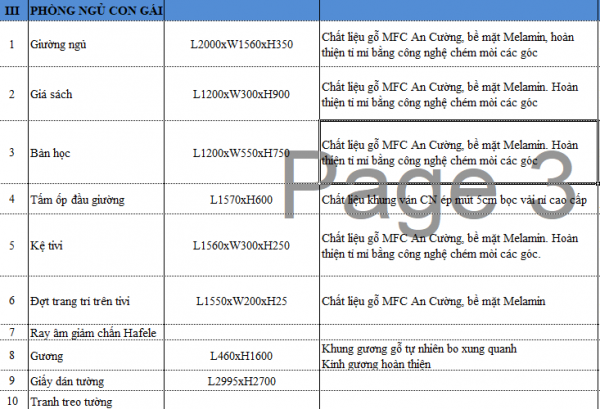 III PHÒNG NGỦ CON GÁI
1 Giường ngủ L2000xW1560xH350 Chất liệu gỗ MFC An Cường, bề mặt Melamin, hoàn
thiện tỉ mỉ bằng công nghệ chém mòi các góc
2 Giá sách L1200xW300xH900 Chất liệu gỗ MFC An Cường, bề mặt Melamin. Hoàn
thiện tỉ mỉ bằng công nghệ chém mòi các góc
3 Bàn học L1200xW550xH750 Chất liệu gỗ MFC An Cường, bề mặt Melamin. Hoàn
thiện tỉ mỉ bằng công nghệ chém mòi các góc
Page 3
4 Tấm ốp đầu giường L1570xH600 Chất liệu khung ván CN ép mút 5cm bọc vải nỉ cao cấp
5 Kệ tivi L1560xW300xH250 Chất liệu gỗ MFC An Cường, bề mặt Melamin. Hoàn
thiện tỉ mỉ bằng công nghệ chém mòi các góc.
6 Đợt trang trí trên tivi L1550xW200xH25 Chất liệu gỗ MFC An Cường, bề mặt Melamin
7 Ray âm giảm chấn Hafele
8 Gương L460xH1600 Khung gương gỗ tự nhiên bo xung quanh
Kính gương hoàn thiện
9 Giấy dán tường L2995xH2700
10 Tranh treo tường